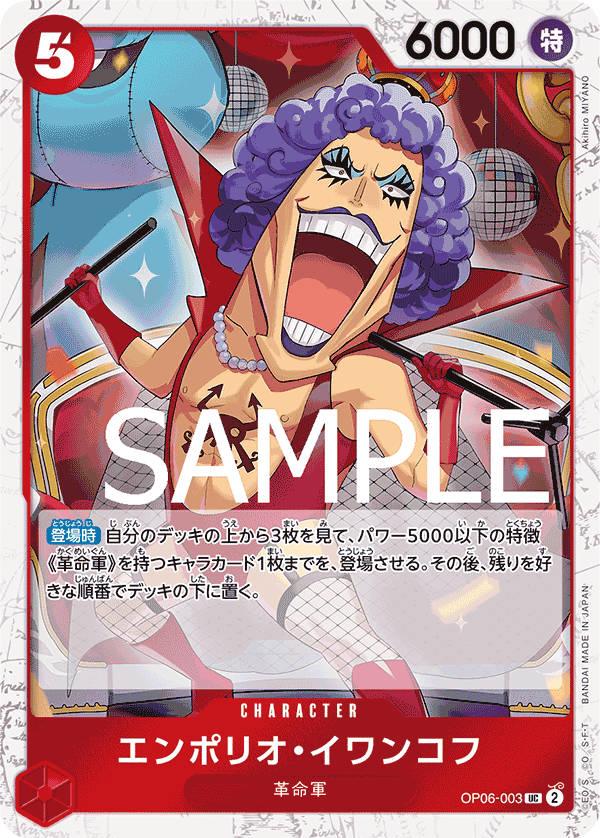 5
6000
特
Akihiro MIYANO
SAMPLE
登場時 自分のデッキの上から3枚を見て、パワー5000以下の特徴
《革命軍》を持つキャラカード1枚までを、登場させる。その後、残りを好
きな順番でデッキの下に置く。
©E.O./S. ©O. S-F.T BANDAI MADE IN JAPAN
CHARACTER
エンポリオ・イワンコフ
革命軍
OP06-003 UC 2